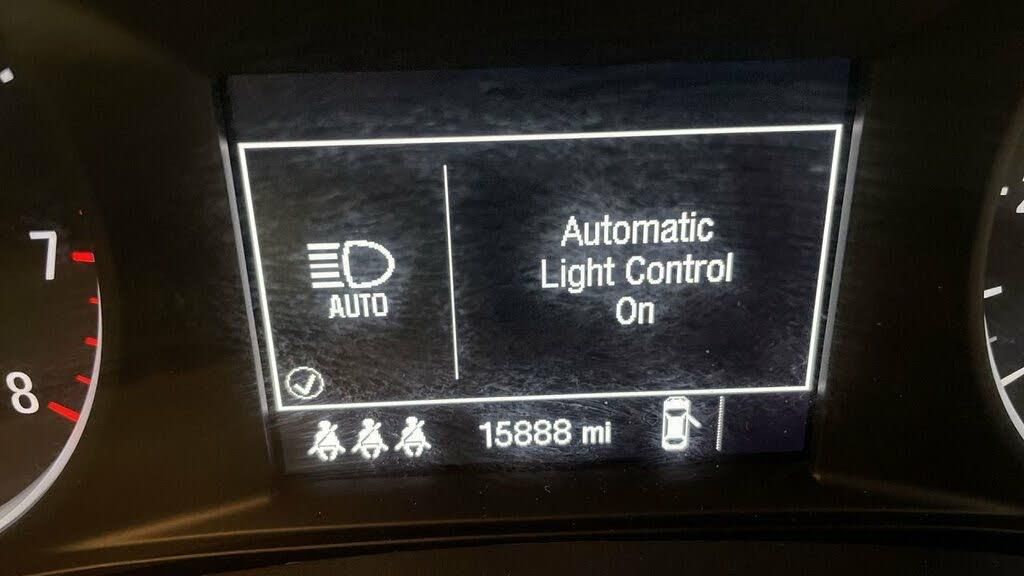 7
8
Automatic
Light Control
On
AUTO
15888 mi